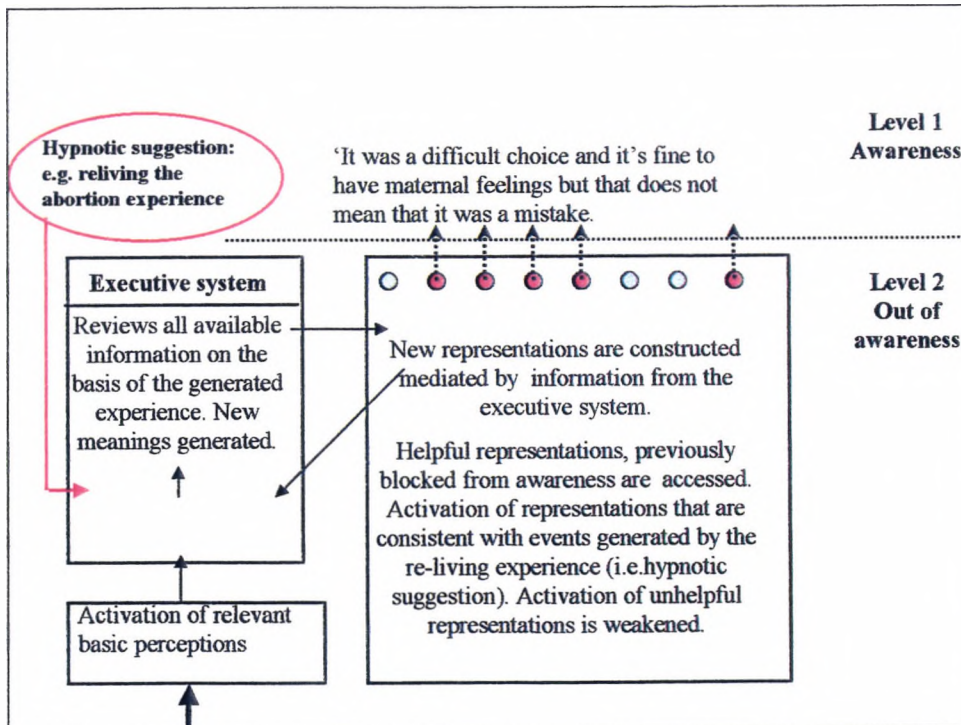 Hypnotic suggestion:
e.g. reliving the
abortion experience
'It was a difficult choice and it's fine to
have maternal feelings but that does not
mean that it was a mistake.
Level 1
Awareness
Executive system
Reviews all available
information on the
basis of the generated
experience. New
meanings generated.
Activation of relevant
basic perceptions
New representations are constructed
mediated by information from the
executive system.
Helpful representations, previously
blocked from awareness are accessed.
Activation of representations that are
consistent with events generated by the
re-living experience (i.e.hypnotic
suggestion). Activation of unhelpful
representations is weakened.
Level 2
Out of
awareness